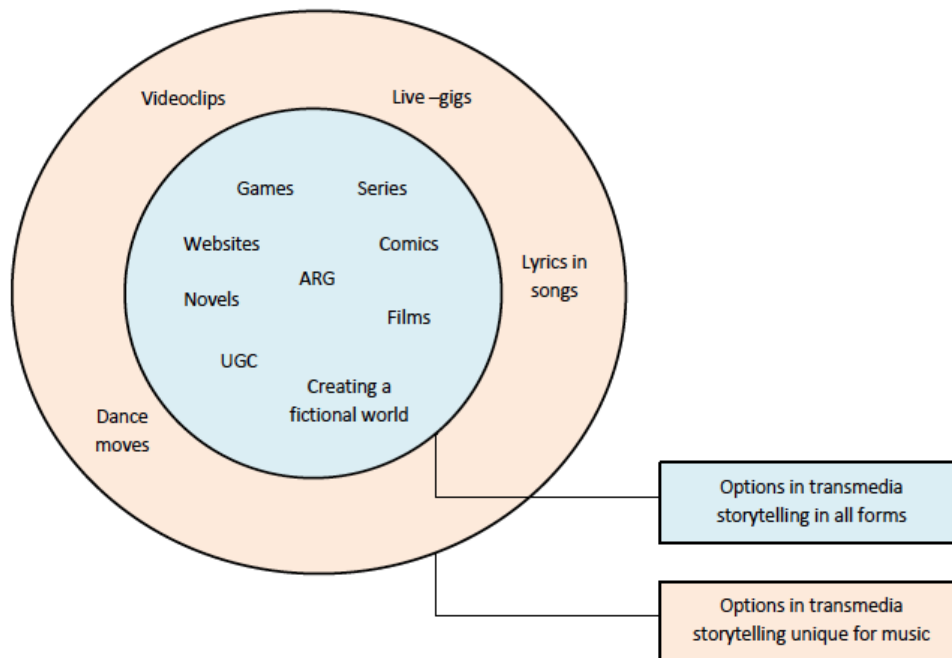 Videoclips
Live –gigs
Games
Series
Websites
Comics
ARG
Lyrics in
songs
Novels
Films
UGC
Creating a
fictional world
Dance
moves
Options in transmedia
storytelling in all forms
Options in transmedia
storytelling unique for music